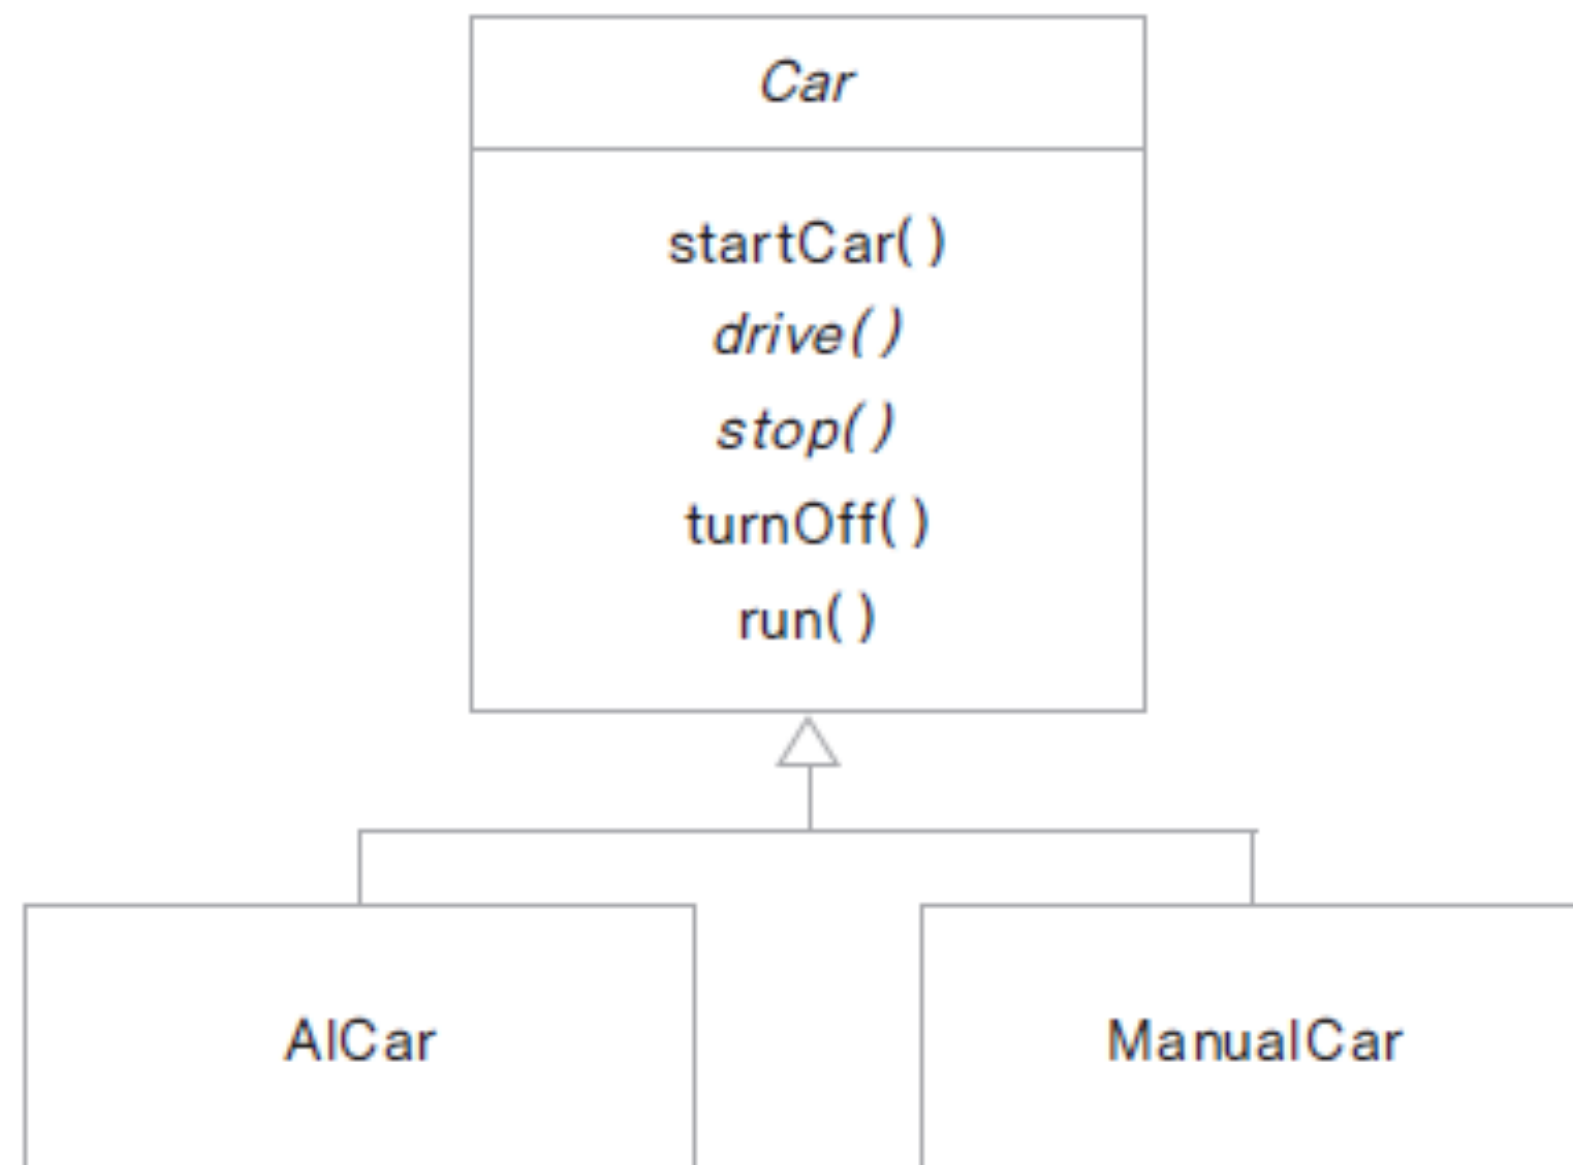 Car
startCar( )
drive( )
stop( )
turnOff( )
run( )
AICar
ManualCar